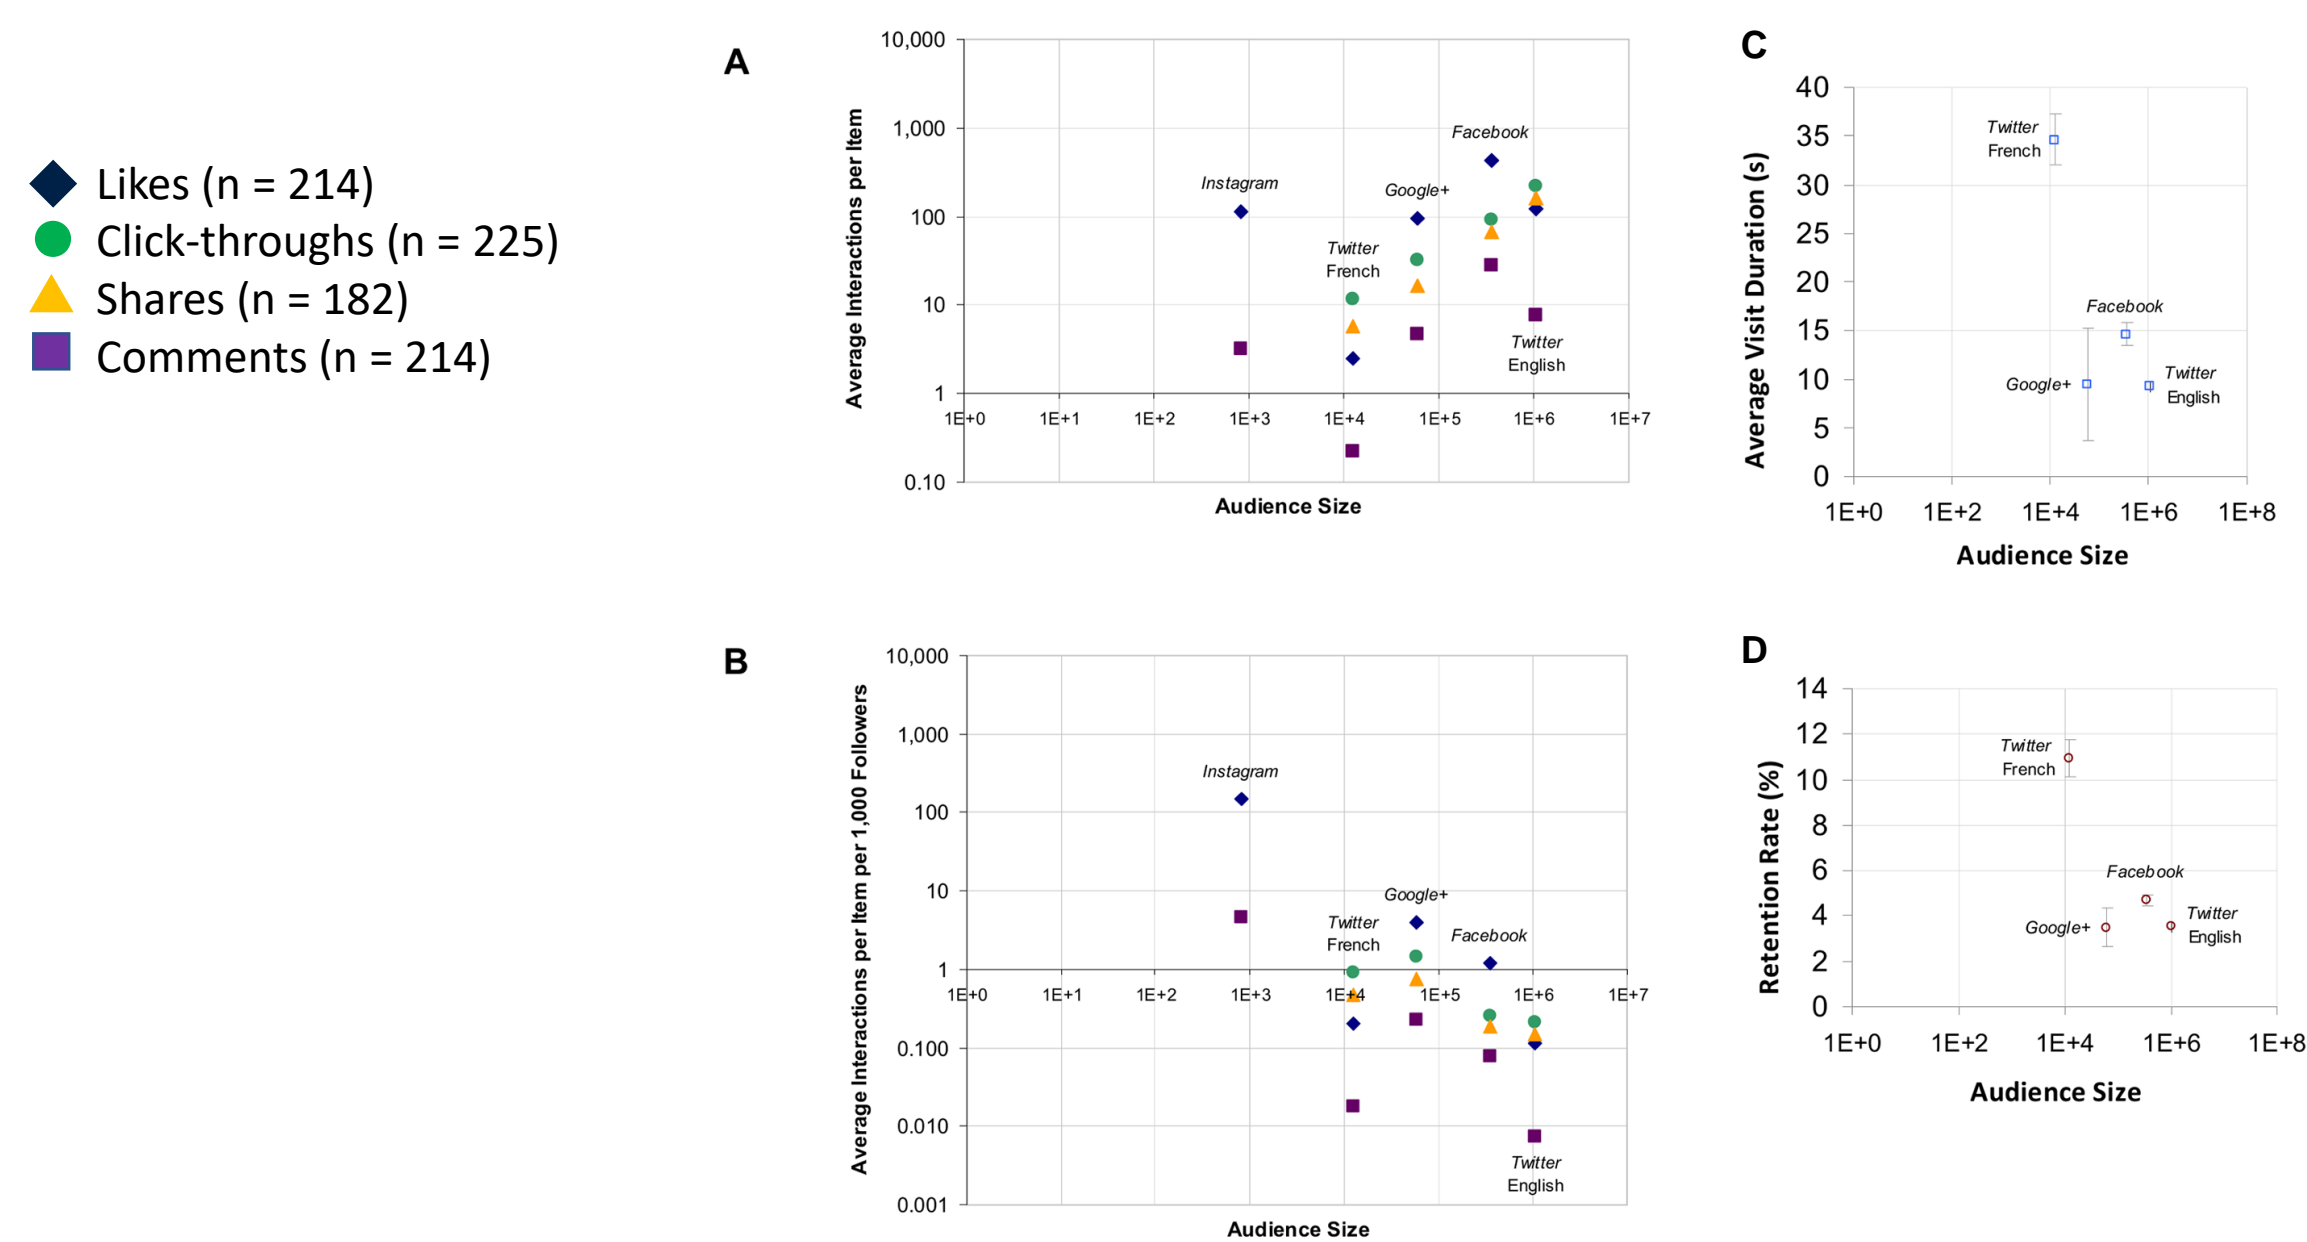 Likes (n = 214)
Click-throughs (n = 225)
Shares (n = 182)
Comments (n = 214)
A
Average Interactions per Item
10,000
1,000
100
10
1
0.10
1E+0 1E+1 1E+2 1E+3 1E+4 1E+5 1E+6 1E+7
Audience Size
Instagram
Twitter
French
Google+
Facebook
Twitter
English
B
Average Interactions per Item per 1,000 Followers
10,000
1,000
100
10
1
0.100
0.010
0.001
1E+0 1E+1 1E+2 1E+3 1E+4 1E+5 1E+6 1E+7
Audience Size
Instagram
Twitter
French
Google+
Facebook
Twitter
English
C
Average Visit Duration (s)
40
35
30
25
20
15
10
5
0
1E+0 1E+2 1E+4 1E+6 1E+8
Audience Size
Twitter
French
Facebook
Google+
Twitter
English
D
Retention Rate (%)
14
12
10
8
6
4
2
0
1E+0 1E+2 1E+4 1E+6 1E+8
Audience Size
Twitter
French
Facebook
Google+
Twitter
English